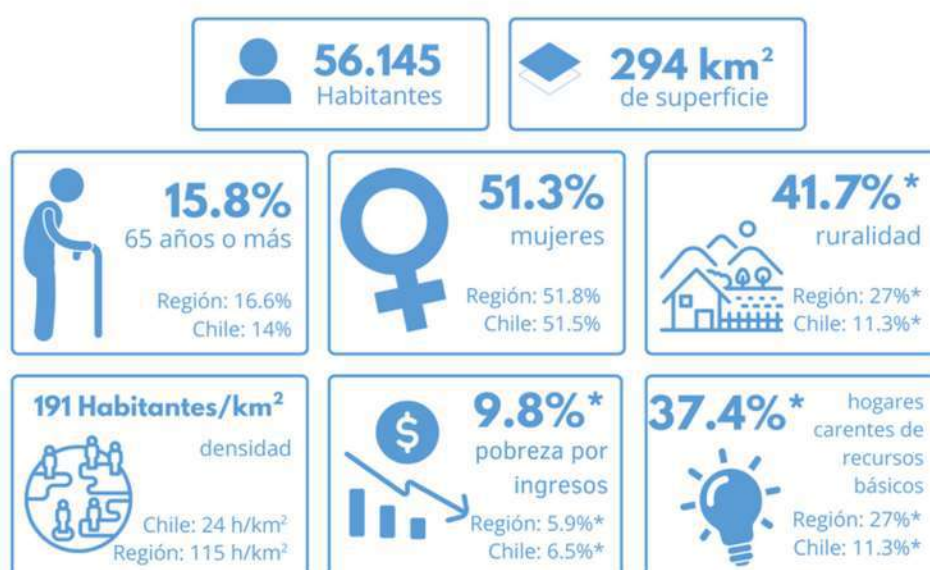 56.145
Habitantes
294 km²
de superficie
15.8%
65 años o más
Región: 16.6%
Chile: 14%
51.3%
mujeres
Región: 51.8%
Chile: 51.5%
41.7%*
ruralidad
Región: 27%*
Chile: 11.3%*
191 Habitantes/km²
densidad
Chile: 24 h/km²
Región: 115 h/km²
$
9.8%*
pobreza por
ingresos
Región: 5.9%*
Chile: 6.5%*
37.4%*
hogares
carentes de
recursos
básicos
Región: 27%*
Chile: 11.3%*